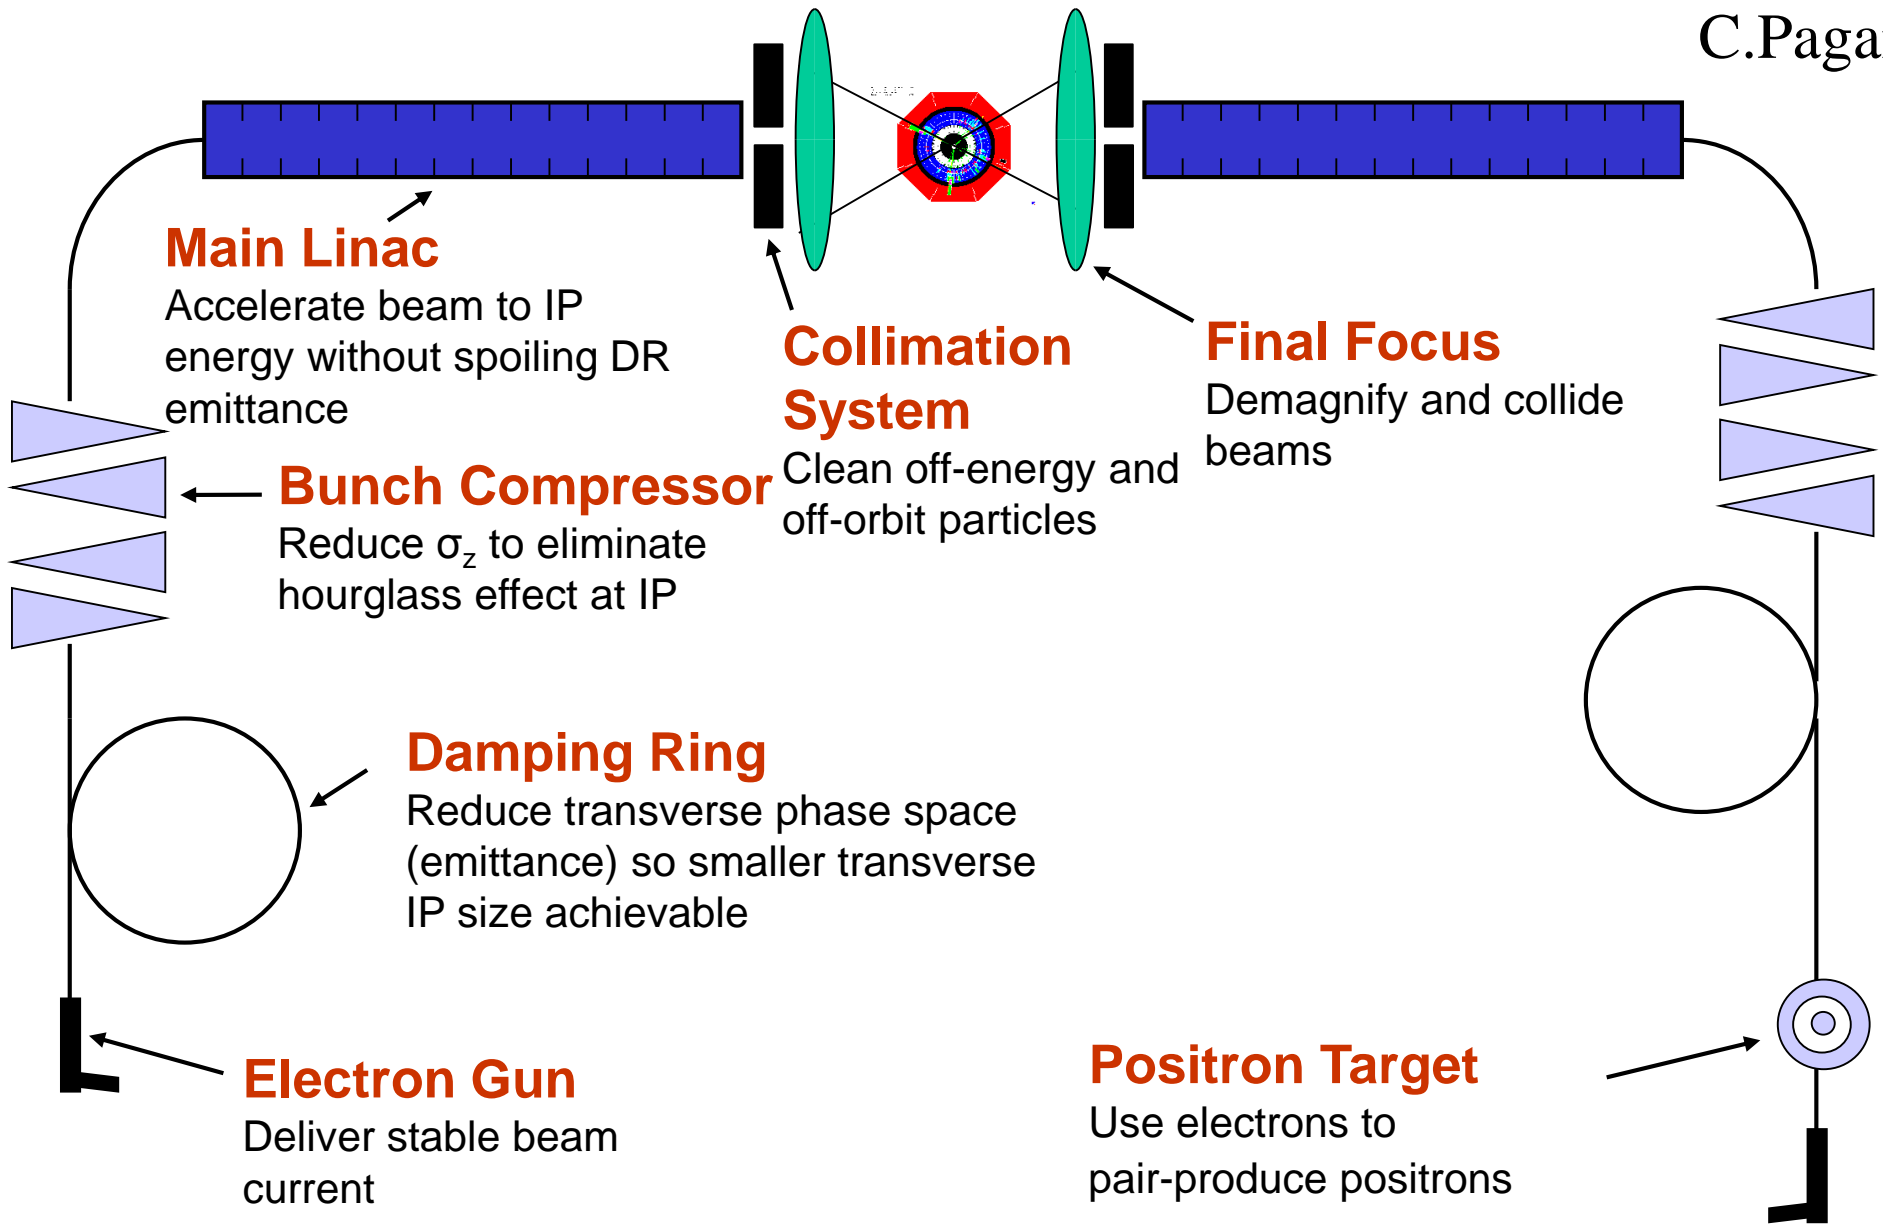 C.Paga
Main Linac
Accelerate beam to IP
energy without spoiling DR
emittance
Collimation
System
Clean off-energy and
off-orbit particles
Final Focus
Demagnify and collide
beams
Bunch Compressor
Reduce σz to eliminate
hourglass effect at IP
Damping Ring
Reduce transverse phase space
(emittance) so smaller transverse
IP size achievable
Electron Gun
Deliver stable beam
current
Positron Target
Use electrons to
pair-produce positrons